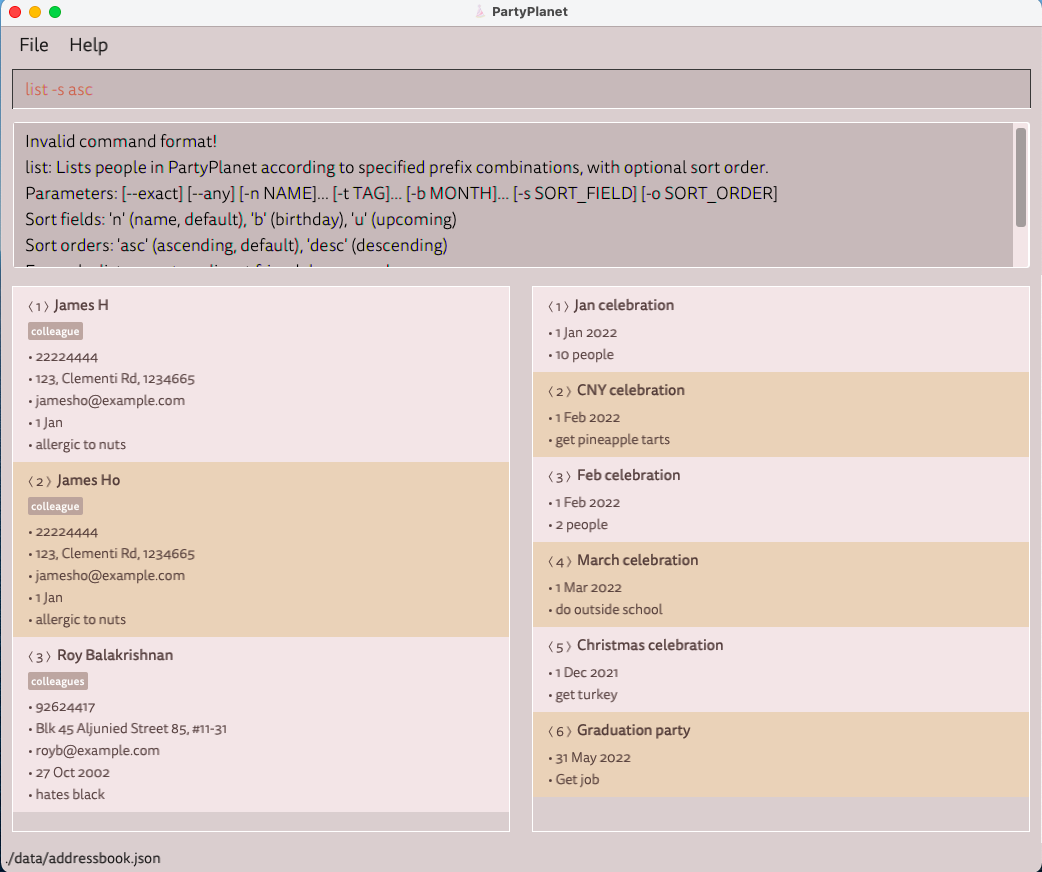 PartyPlanet
File Help
list -s asc
Invalid command format!
list: Lists people in PartyPlanet according to specified prefix combinations, with optional sort order.
Parameters: [--exact] [--any] [-n NAME]... [-t TAG]... [-b MONTH]... [-s SORT_FIELD] [-o SORT_ORDER]
Sort fields: 'n' (name, default), 'b' (birthday), 'u' (upcoming)
Sort orders: 'asc' (ascending, default), 'desc' (descending)
⟨1⟩ James H
colleague
• 22224444
• 123, Clementi Rd, 1234665
• jamesho@example.com
• 1 Jan
• allergic to nuts
⟨2⟩ James Ho
colleague
• 22224444
• 123, Clementi Rd, 1234665
• jamesho@example.com
• 1 Jan
• allergic to nuts
⟨3⟩ Roy Balakrishnan
colleagues
• 92624417
• Blk 45 Aljunied Street 85, #11-31
• royb@example.com
• 27 Oct 2002
• hates black
⟨1⟩ Jan celebration
• 1 Jan 2022
• 10 people
⟨2⟩ CNY celebration
• 1 Feb 2022
• get pineapple tarts
⟨3⟩ Feb celebration
• 1 Feb 2022
• 2 people
⟨4⟩ March celebration
• 1 Mar 2022
• do outside school
⟨5⟩ Christmas celebration
• 1 Dec 2021
• get turkey
⟨6⟩ Graduation party
• 31 May 2022
• Get job
./data/addressbook.json